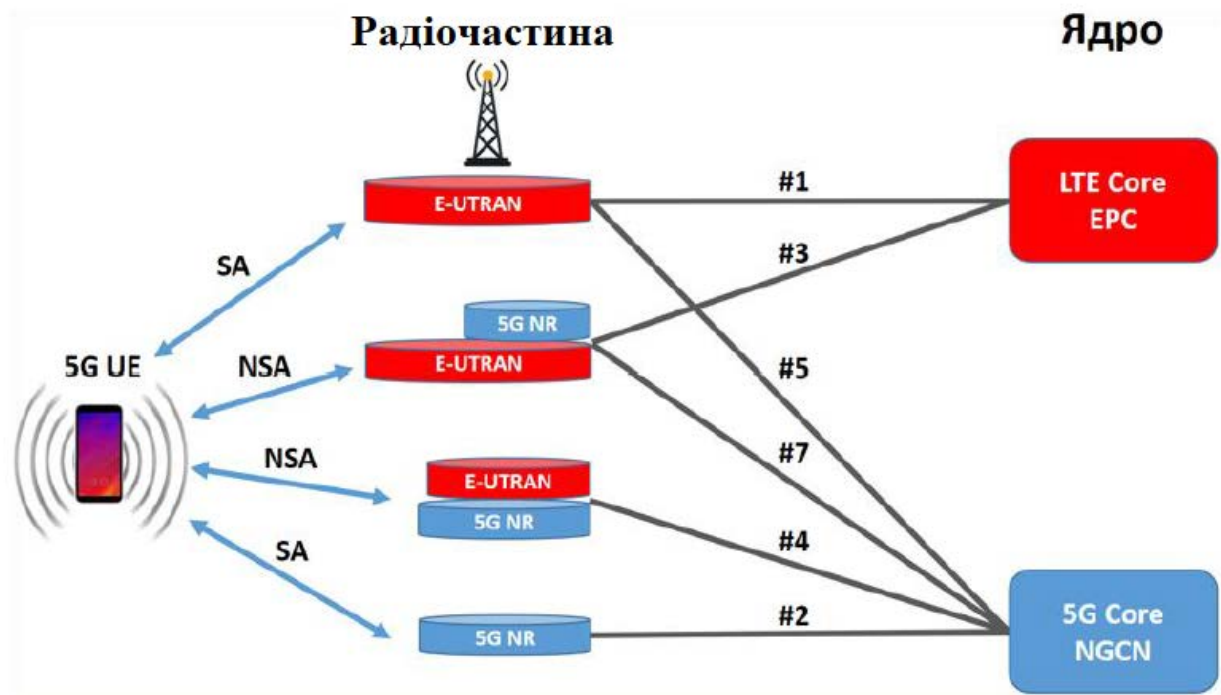 Радіочастина
Ядро
E-UTRAN
#1
LTE Core
EPC
SA
#3
5G NR
5G UE
NSA
E-UTRAN
#5
NSA
E-UTRAN
#7
5G NR
SA
#4
5G NR
#2
5G Core
NGCN